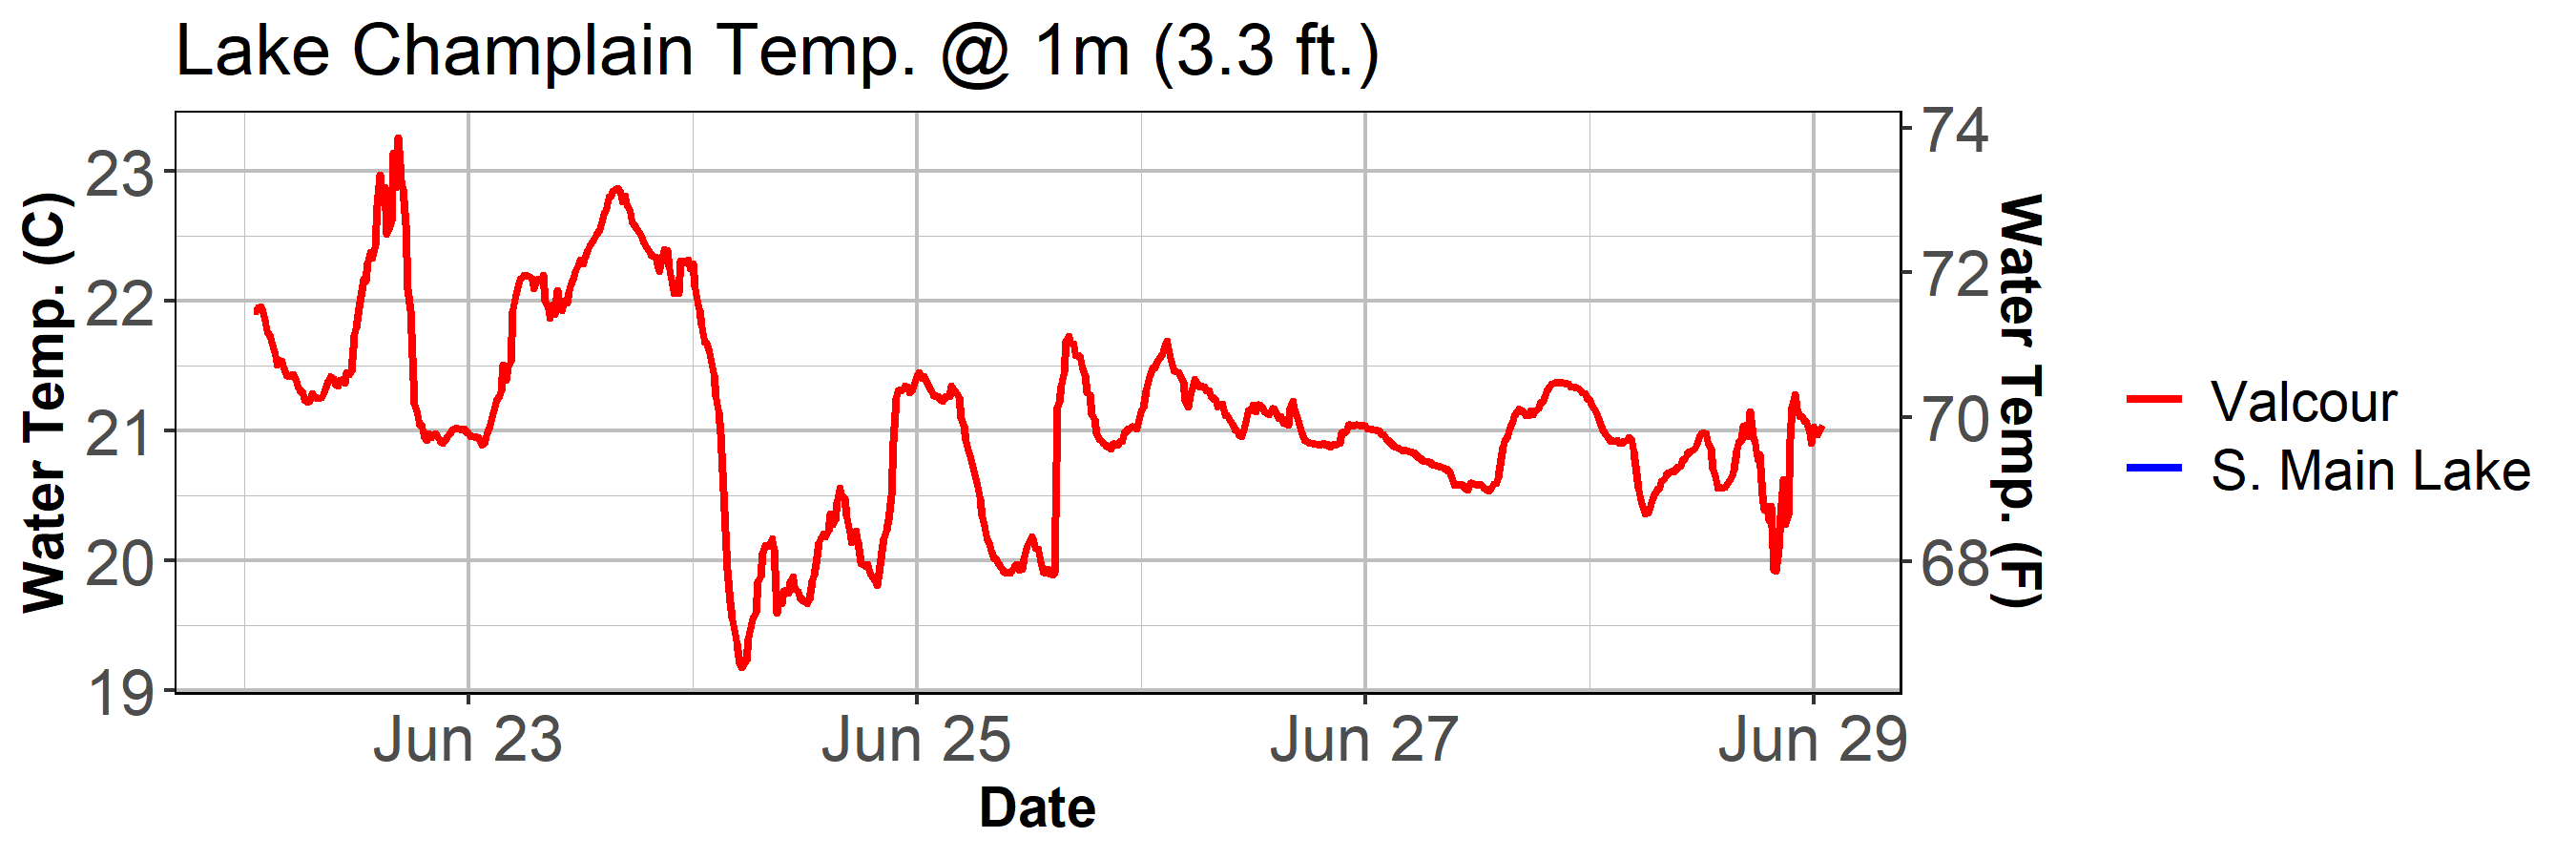 Lake Champlain Temp. @ 1m (3.3 ft.)
Water Temp. (C)
23
22
21
20
19
74
72
70
68
Water Temp. (F)
Jun 23
Jun 25
Jun 27
Jun 29
Date
Valcour
S. Main Lake